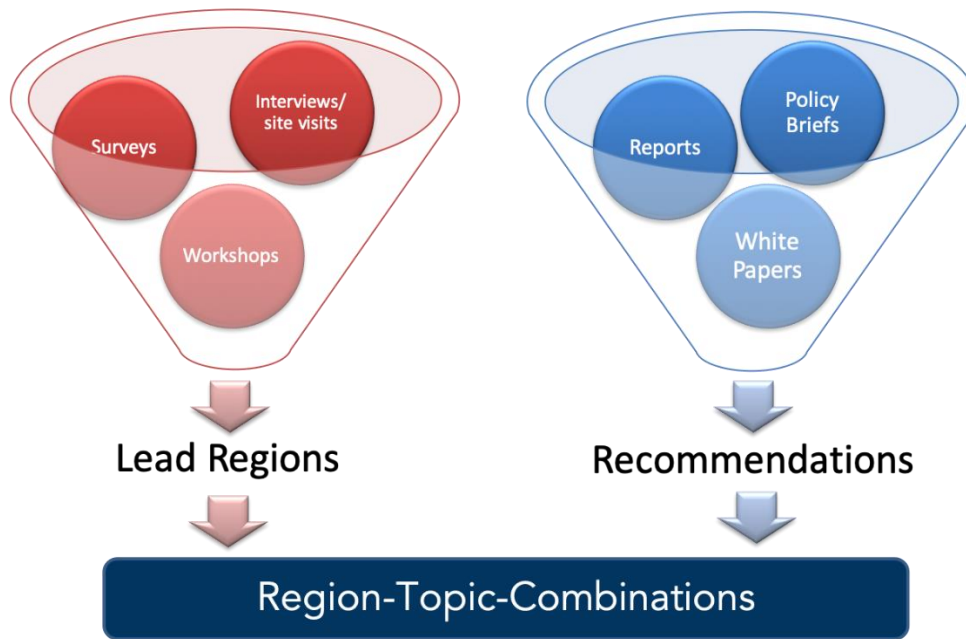 Surveys
Interviews/
site visits
Workshops
Reports
Policy
Briefs
White
Papers
Lead Regions
Recommendations
Region-Topic-Combinations